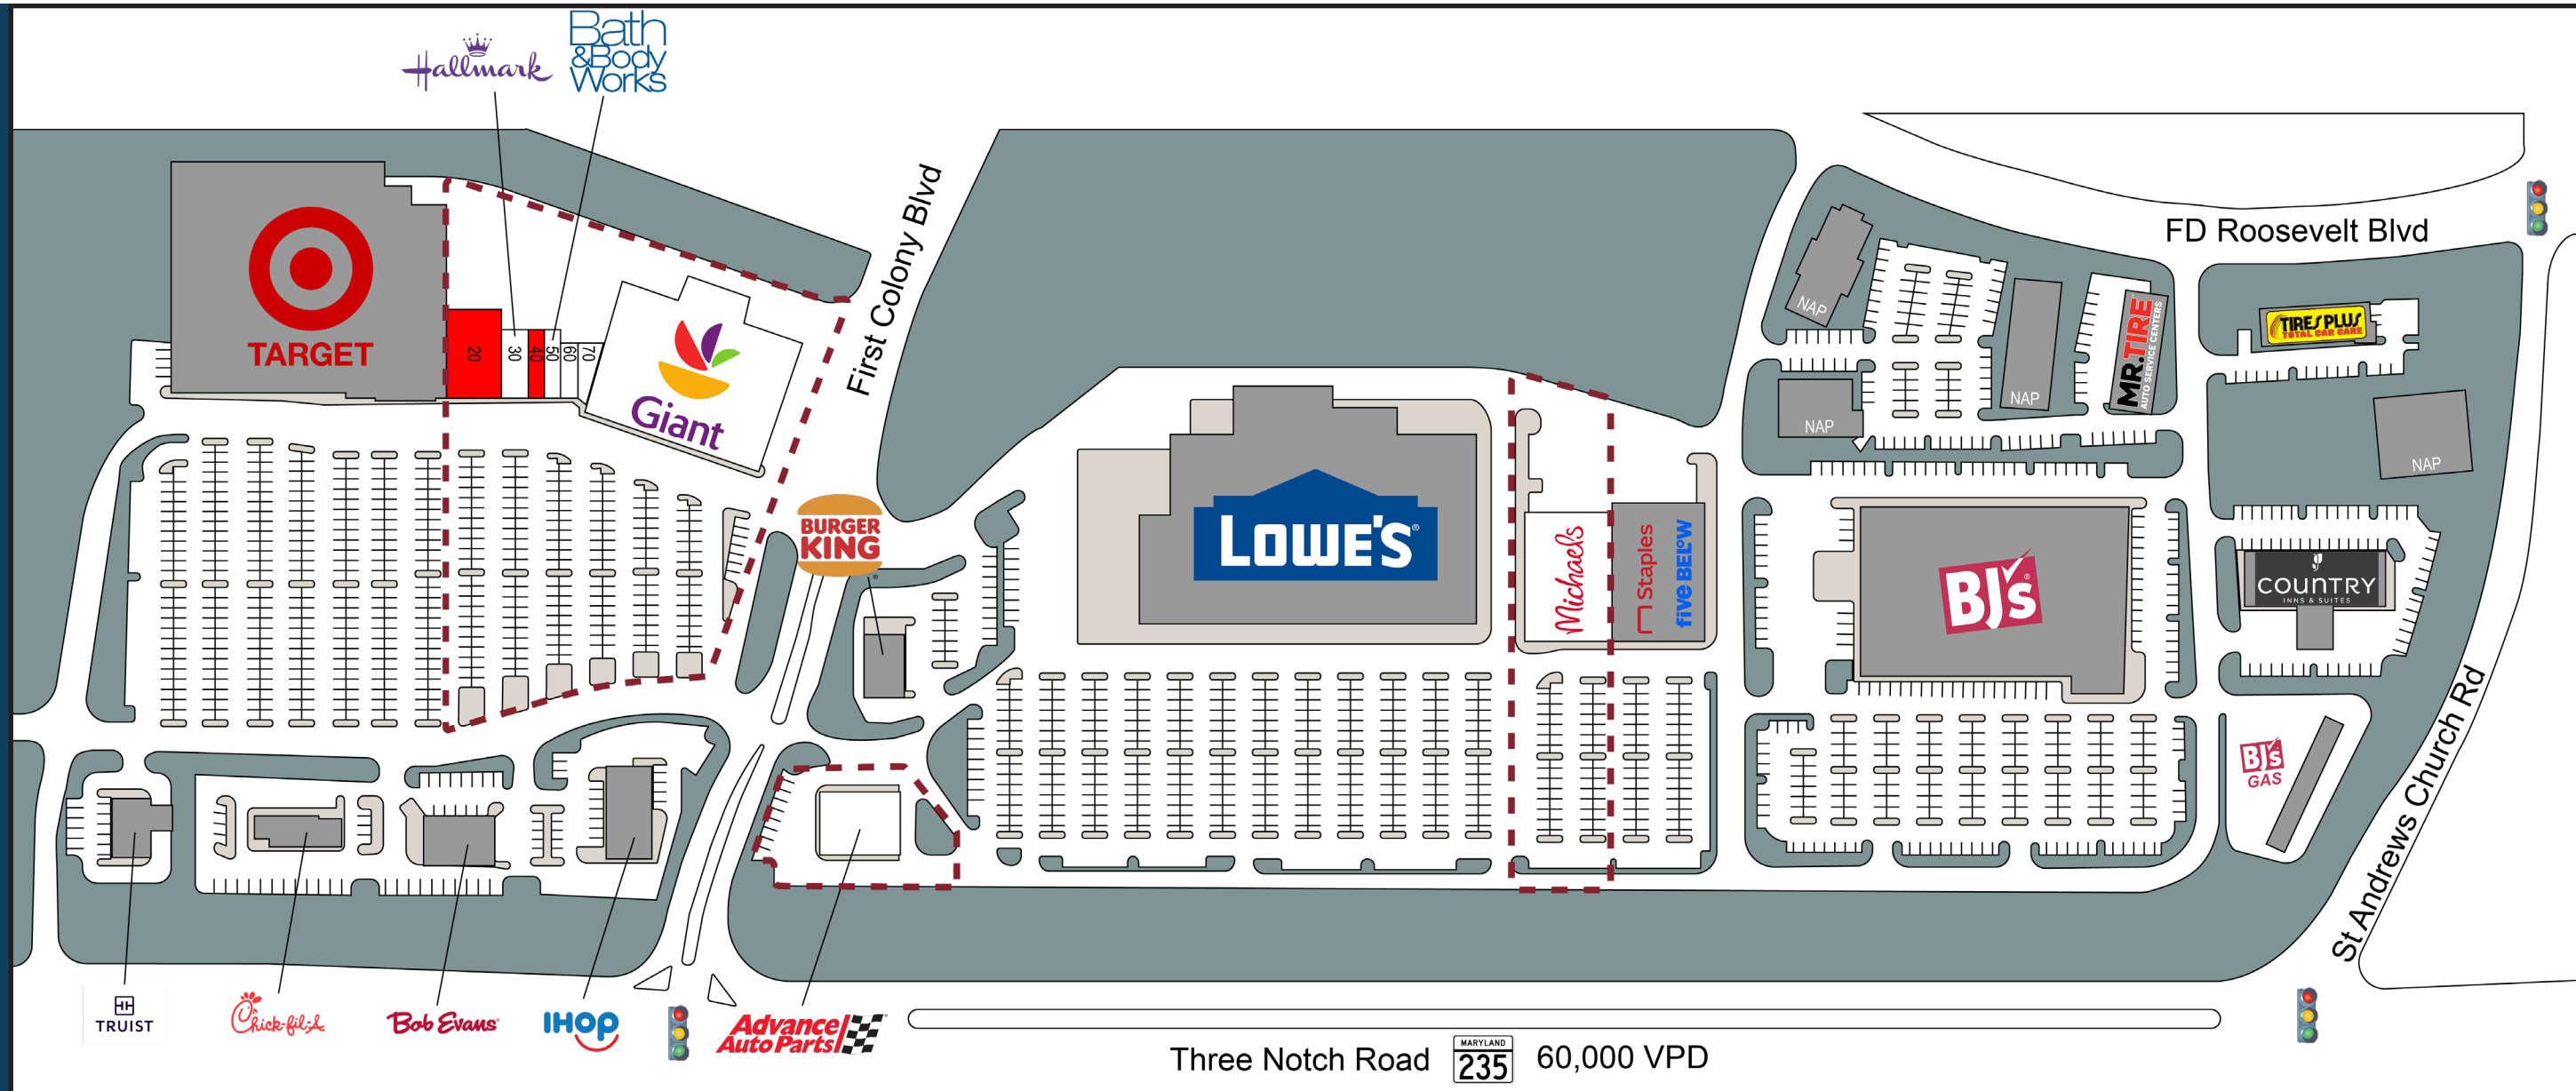 Hallmark
Bath
&Body
Works
First Colony Blvd
FD Roosevelt Blvd
TARGET
20
30
40
50
60
70
Giant
NAP
NAP
NAP
MR.TIRE
AUTO SERVICE CENTERS
TIRES PLUS
TOTAL CAR CARE
NAP
BURGER
KING
LOWE'S
Michaels
Staples
five BELOW
BJ's
COUNTRY
INNS & SUITES
BJ's
GAS
St Andrews Church Rd
TRUIST
Chick-fil-A
Bob Evans
IHOP
Advance
Auto Parts
Three Notch Road
MARYLAND
235
60,000 VPD